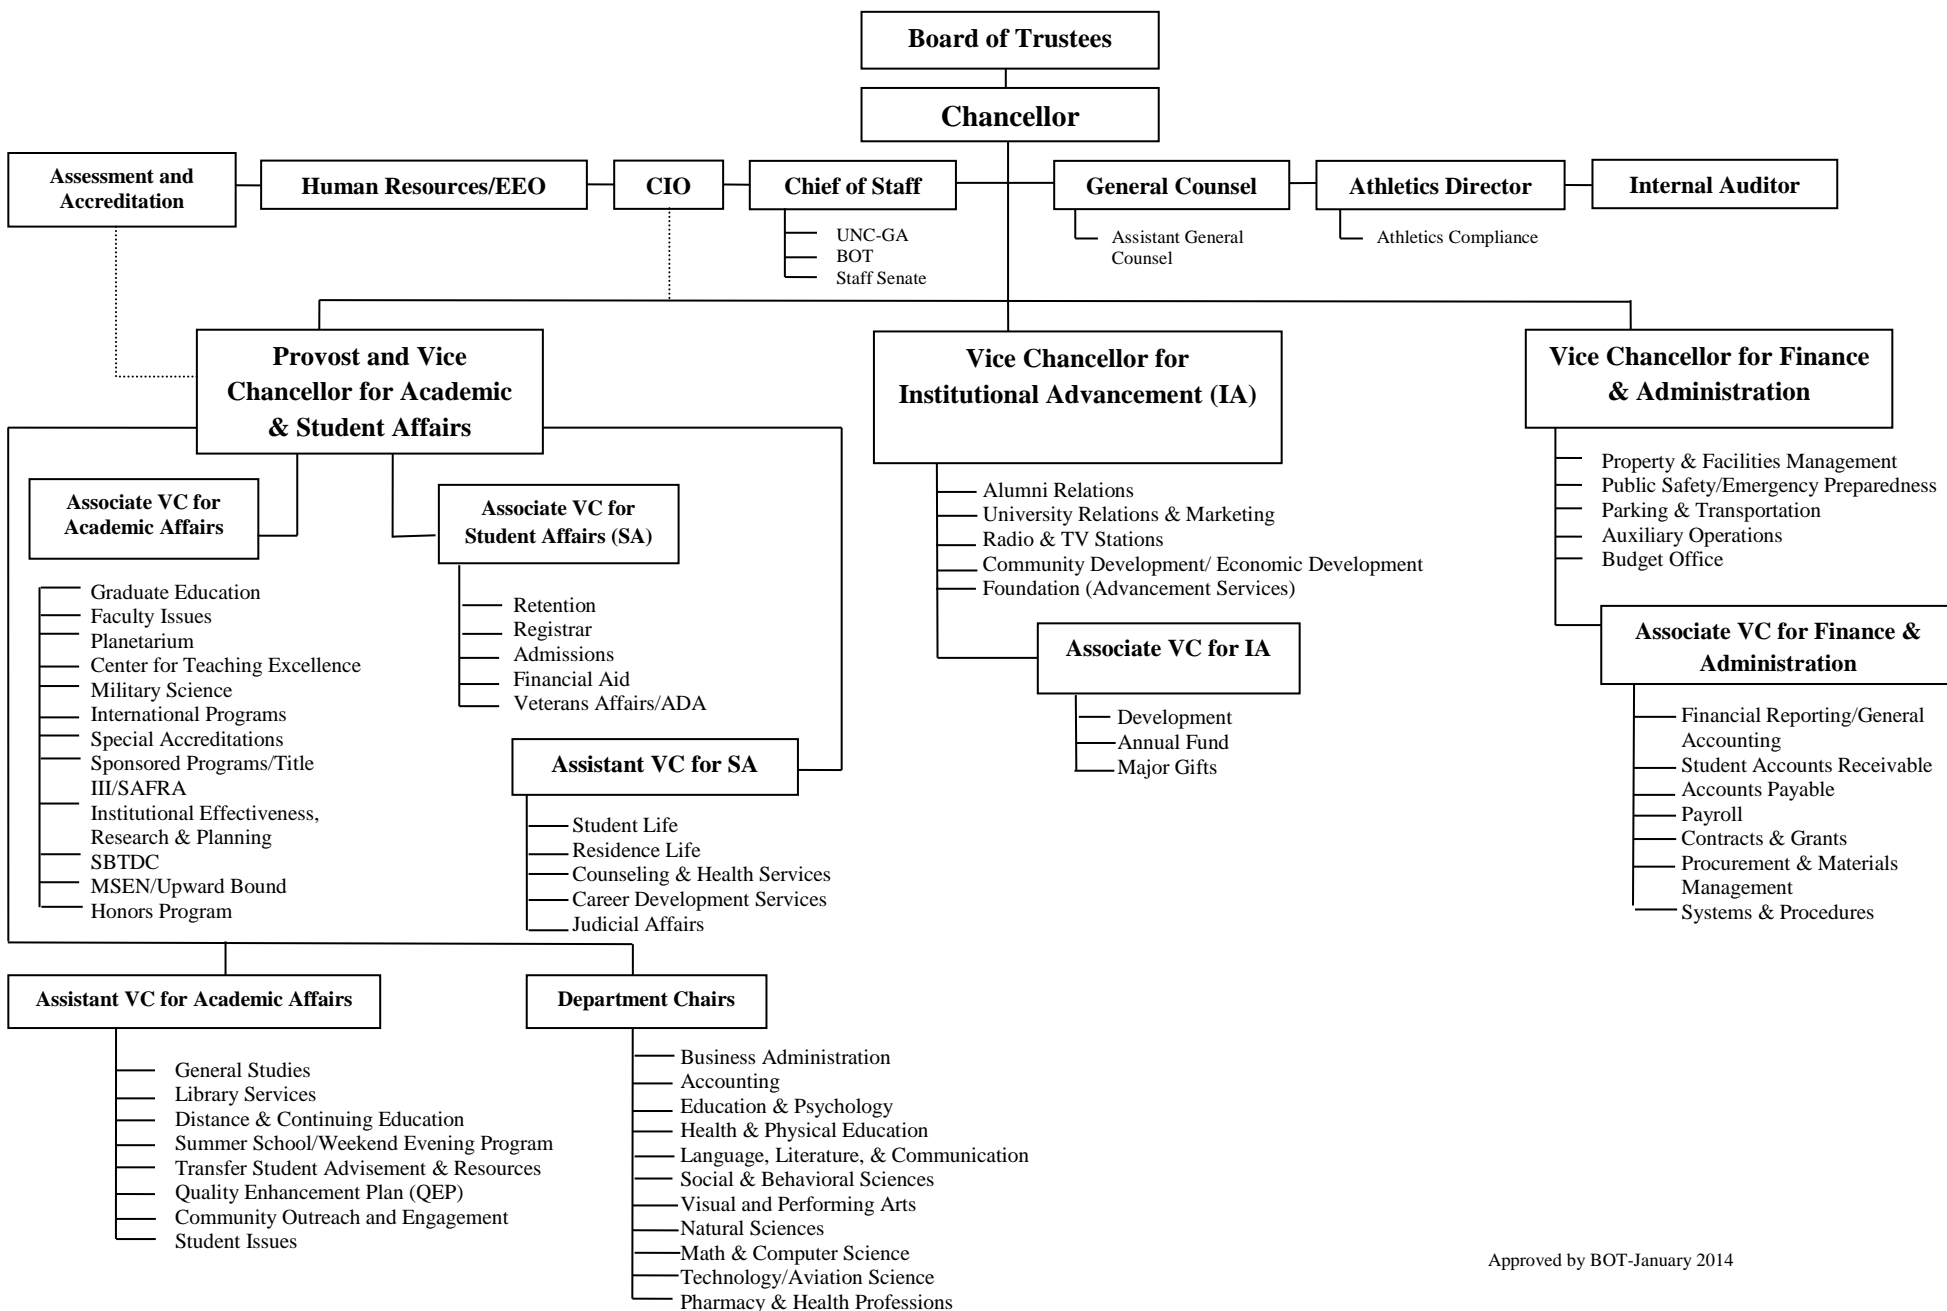 Board of Trustees
Chancellor
Assessment and
Accreditation
Human Resources/EEO
CIO
Chief of Staff
General Counsel
Athletics Director
Internal Auditor
UNC-GA
BOT
Staff Senate
Assistant General
Counsel
Athletics Compliance
Provost and Vice
Chancellor for Academic
& Student Affairs
Vice Chancellor for
Institutional Advancement (IA)
Vice Chancellor for Finance
& Administration
Associate VC for
Academic Affairs
Graduate Education
Faculty Issues
Planetarium
Center for Teaching Excellence
Military Science
International Programs
Special Accreditations
Sponsored Programs/Title
III/SAFRA
Institutional Effectiveness,
Research & Planning
SBTDC
MSEN/Upward Bound
Honors Program
Associate VC for
Student Affairs (SA)
Retention
Registrar
Admissions
Financial Aid
Veterans Affairs/ADA
Assistant VC for SA
Student Life
Residence Life
Counseling & Health Services
Career Development Services
Judicial Affairs
Alumni Relations
University Relations & Marketing
Radio & TV Stations
Community Development/ Economic Development
Foundation (Advancement Services)
Associate VC for IA
Development
Annual Fund
Major Gifts
Property & Facilities Management
Public Safety/Emergency Preparedness
Parking & Transportation
Auxiliary Operations
Budget Office
Associate VC for Finance &
Administration
Financial Reporting/General
Accounting
Student Accounts Receivable
Accounts Payable
Payroll
Contracts & Grants
Procurement & Materials
Management
Systems & Procedures
Assistant VC for Academic Affairs
General Studies
Library Services
Distance & Continuing Education
Summer School/Weekend Evening Program
Transfer Student Advisement & Resources
Quality Enhancement Plan (QEP)
Community Outreach and Engagement
Student Issues
Department Chairs
Business Administration
Accounting
Education & Psychology
Health & Physical Education
Language, Literature, & Communication
Social & Behavioral Sciences
Visual and Performing Arts
Natural Sciences
Math & Computer Science
Technology/Aviation Science
Pharmacy & Health Professions
Approved by BOT-January 2014